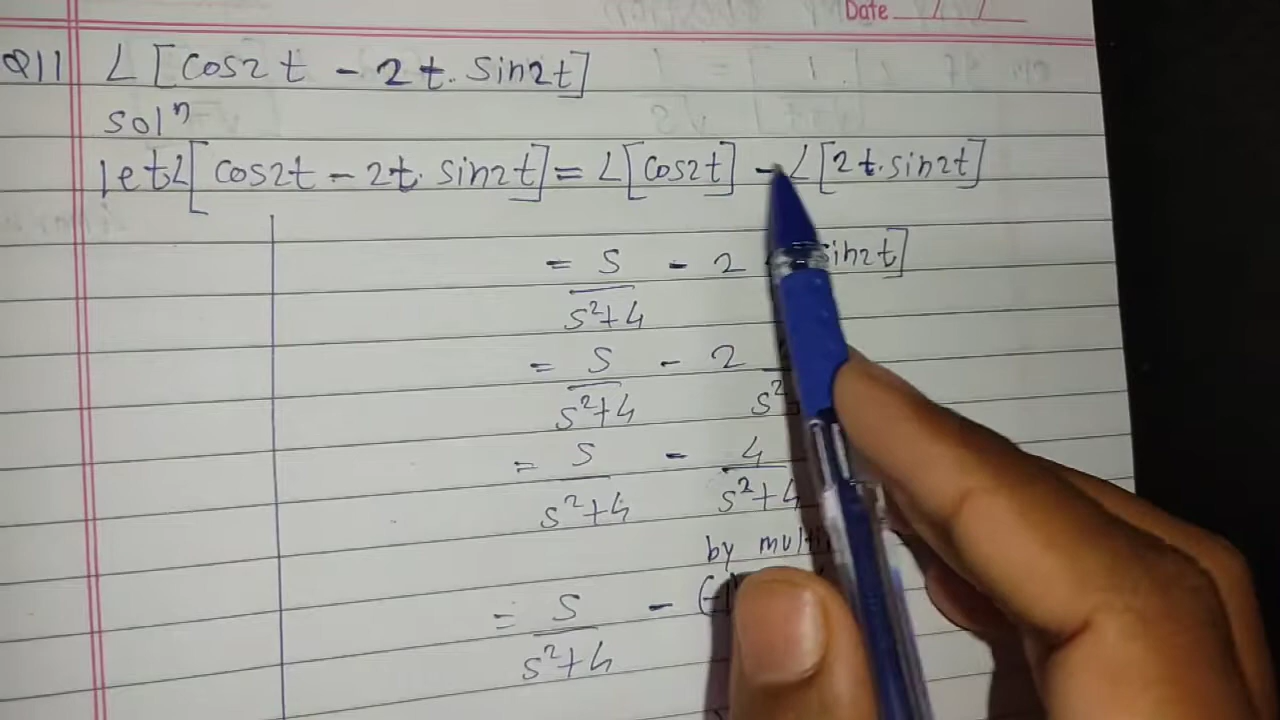 Date
Q11 L[cos2t - 2t. sin2t]
solⁿ
let L[cos2t - 2t. sin2t] = L[cos2t] - L[2t.sin2t]
= s/s²+4 - 2 sin2t]
= s/s²+4 - 2 s²
= s/s²+4 - 4/s²+4
by
= s/s²+4 - (-1)